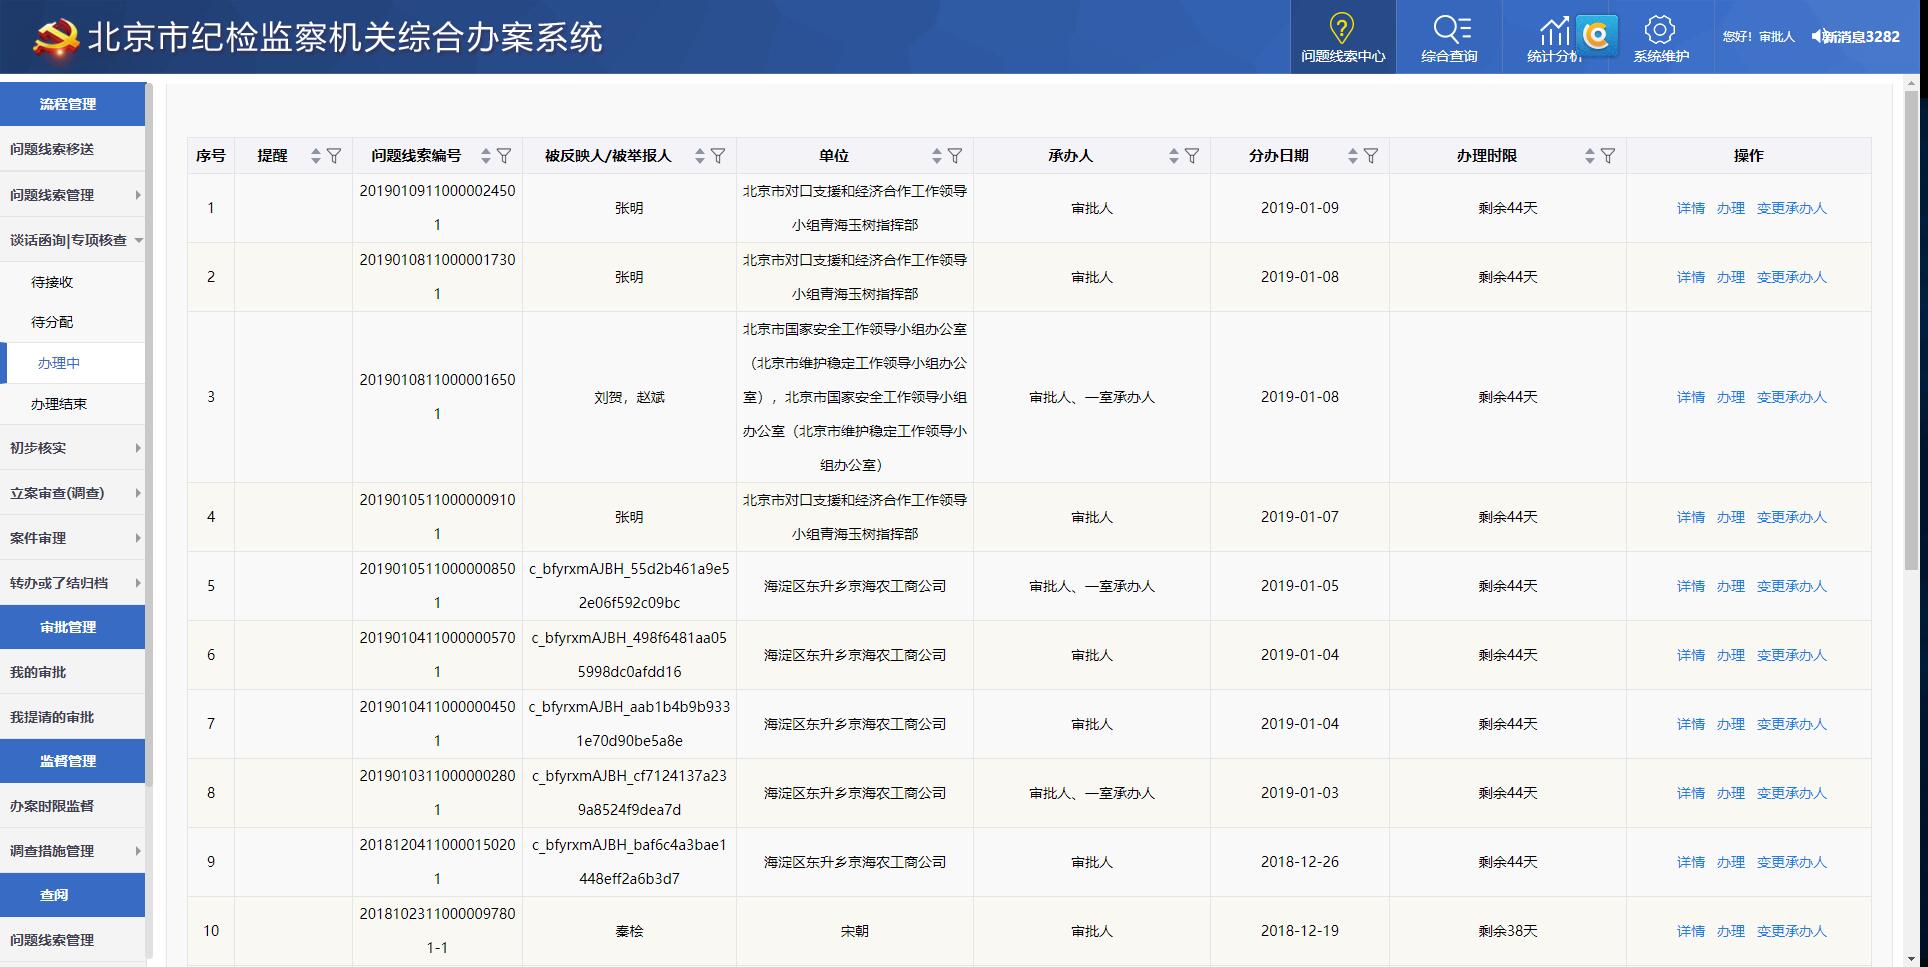 北京市纪检监察机关综合办案系统
问题线索中心
综合查询
统计分析
系统维护
您好！审批人
新消息3282
流程管理
问题线索移送
问题线索管理
谈话函询|专项核查
待接收
待分配
办理中
办理结束
初步核实
立案审查(调查)
案件审理
转办或了结归档
审批管理
我的审批
我提请的审批
监督管理
办案时限监督
调查措施管理
查阅
问题线索管理
序号 提醒 问题线索编号 被反映人/被举报人 单位 承办人 分办日期 办理时限 操作
1 2019010911000002450 1 张明 北京市对口支援和经济合作工作领导 小组青海玉树指挥部 审批人 2019-01-09 剩余44天 详情 办理 变更承办人
2 2019010811000001730 1 张明 北京市对口支援和经济合作工作领导 小组青海玉树指挥部 审批人 2019-01-08 剩余44天 详情 办理 变更承办人
3 2019010811000001650 1 刘贺，赵斌 北京市国家安全工作领导小组办公室 （北京市维护稳定工作领导小组办公 室），北京市国家安全工作领导小组 办公室（北京市维护稳定工作领导小 组办公室） 审批人、一室承办人 2019-01-08 剩余44天 详情 办理 变更承办人
4 2019010511000000910 1 张明 北京市对口支援和经济合作工作领导 小组青海玉树指挥部 审批人 2019-01-07 剩余44天 详情 办理 变更承办人
5 2019010511000000850 1 c_bfyrxmAJBH_55d2b461a9e5 2e06f592c09bc 海淀区东升乡京海农工商公司 审批人、一室承办人 2019-01-05 剩余44天 详情 办理 变更承办人
6 2019010411000000570 1 c_bfyrxmAJBH_498f6481aa05 5998dc0afdd16 海淀区东升乡京海农工商公司 审批人 2019-01-04 剩余44天 详情 办理 变更承办人
7 2019010411000000450 1 c_bfyrxmAJBH_aab1b4b9b933 1e70d90be5a8e 海淀区东升乡京海农工商公司 审批人 2019-01-04 剩余44天 详情 办理 变更承办人
8 2019010311000000280 1 c_bfyrxmAJBH_cf7124137a23 9a8524f9dea7d 海淀区东升乡京海农工商公司 审批人、一室承办人 2019-01-03 剩余44天 详情 办理 变更承办人
9 2018120411000015020 1 c_bfyrxmAJBH_baf6c4a3bae1 448eff2a6b3d7 海淀区东升乡京海农工商公司 审批人 2018-12-26 剩余44天 详情 办理 变更承办人
10 2018102311000009780 1-1 秦桧 宋朝 审批人 2018-12-19 剩余38天 详情 办理 变更承办人